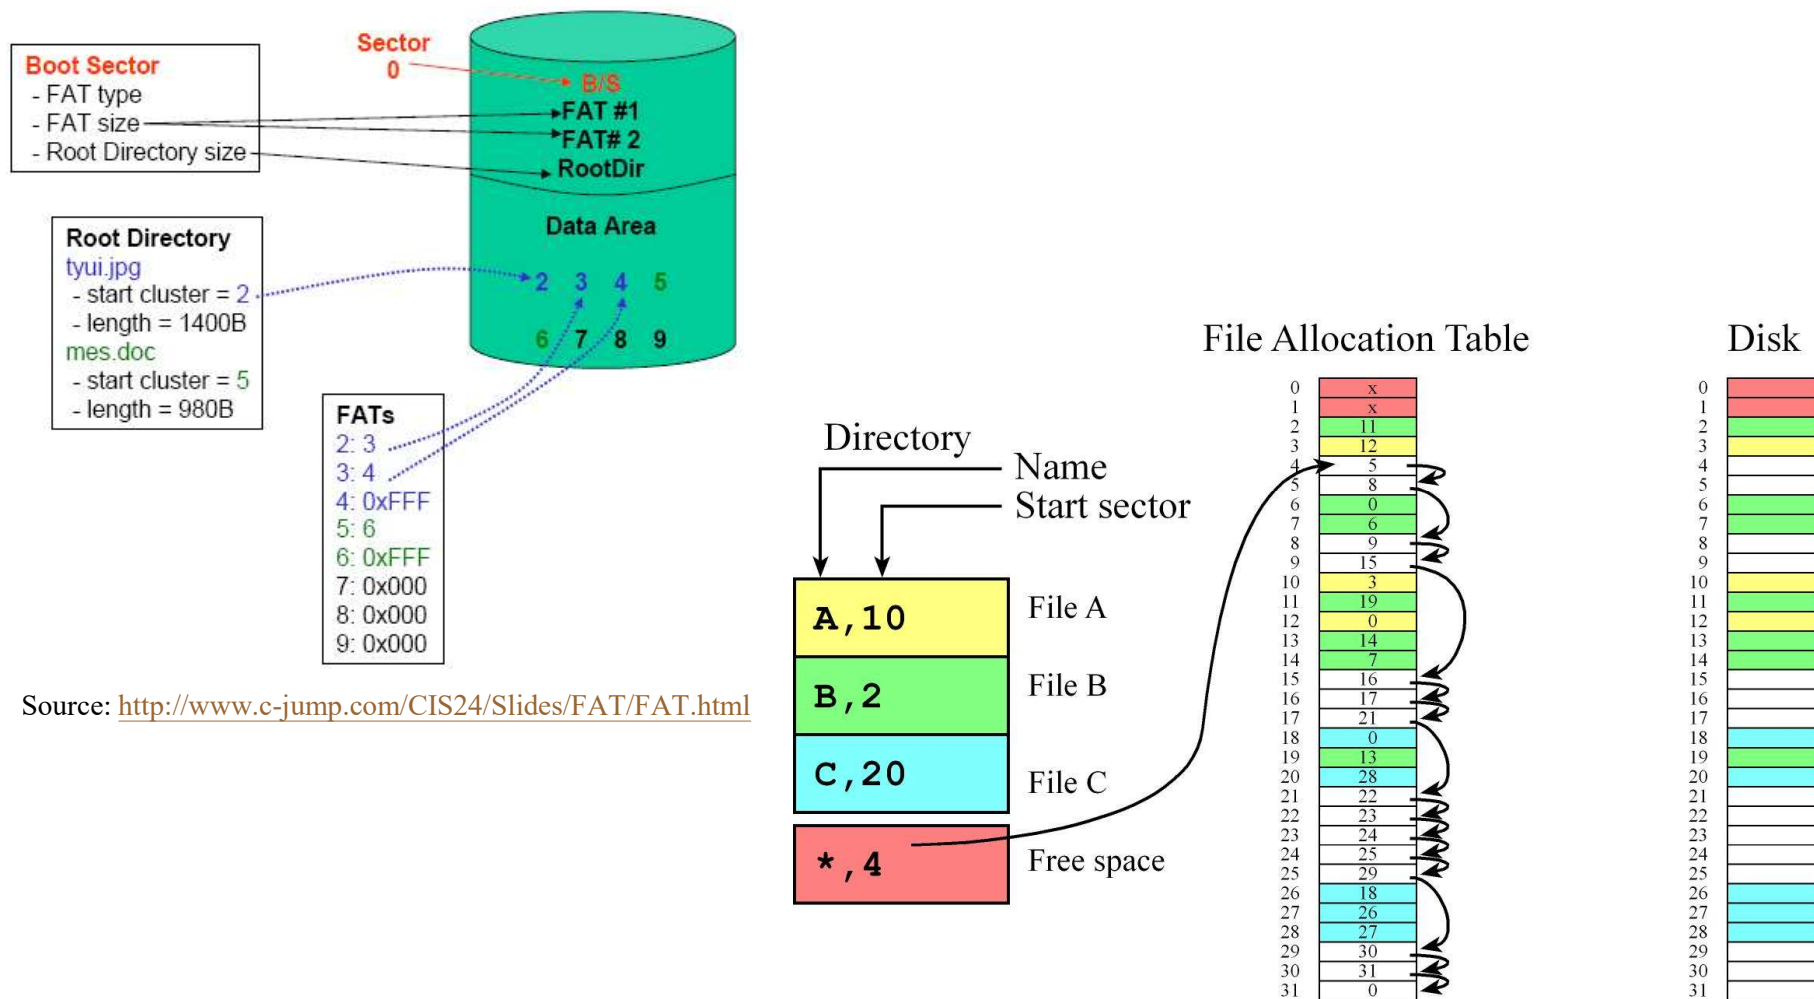 Sector
0
Boot Sector
- FAT type
- FAT size
- Root Directory size
B/S
FAT #1
FAT# 2
RootDir
Data Area
2 3 4 5
6 7 8 9
Root Directory
tyui.jpg
- start cluster = 2
- length = 1400B
mes.doc
- start cluster = 5
- length = 980B
FATs
2: 3
3: 4
4: 0xFFF
5: 6
6: 0xFFF
7: 0x000
8: 0x000
9: 0x000
Source: http://www.c-jump.com/CIS24/Slides/FAT/FAT.html
Directory
Name
Start sector
A,10 File A
B,2 File B
C,20 File C
*,4 Free space
File Allocation Table
0 x
1 x
2 11
3 12
4 5
5 8
6 0
7 6
8 9
9 15
10 3
11 19
12 0
13 14
14 7
15 16
16 17
17 21
18 0
19 13
20 28
21 22
22 23
23 24
24 25
25 29
26 18
27 26
28 27
29 30
30 31
31 0
Disk
0
1
2
3
4
5
6
7
8
9
10
11
12
13
14
15
16
17
18
19
20
21
22
23
24
25
26
27
28
29
30
31